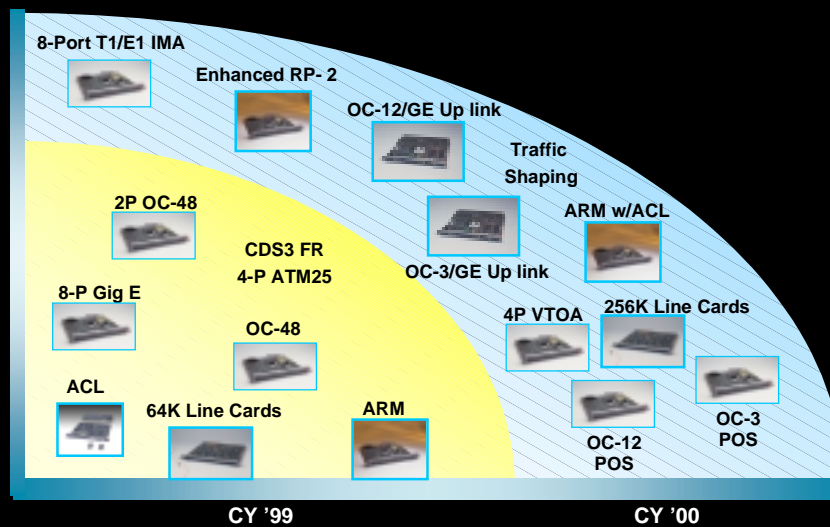 8-Port T1/E1 IMA
Enhanced RP- 2
OC-12/GE Up link
Traffic
Shaping
2P OC-48
ARM w/ACL
CDS3 FR
4-P ATM25
OC-3/GE Up link
8-P Gig E
4P VTOA
256K Line Cards
OC-48
ACL
64K Line Cards
ARM
OC-12
POS
OC-3
POS
CY '99
CY '00